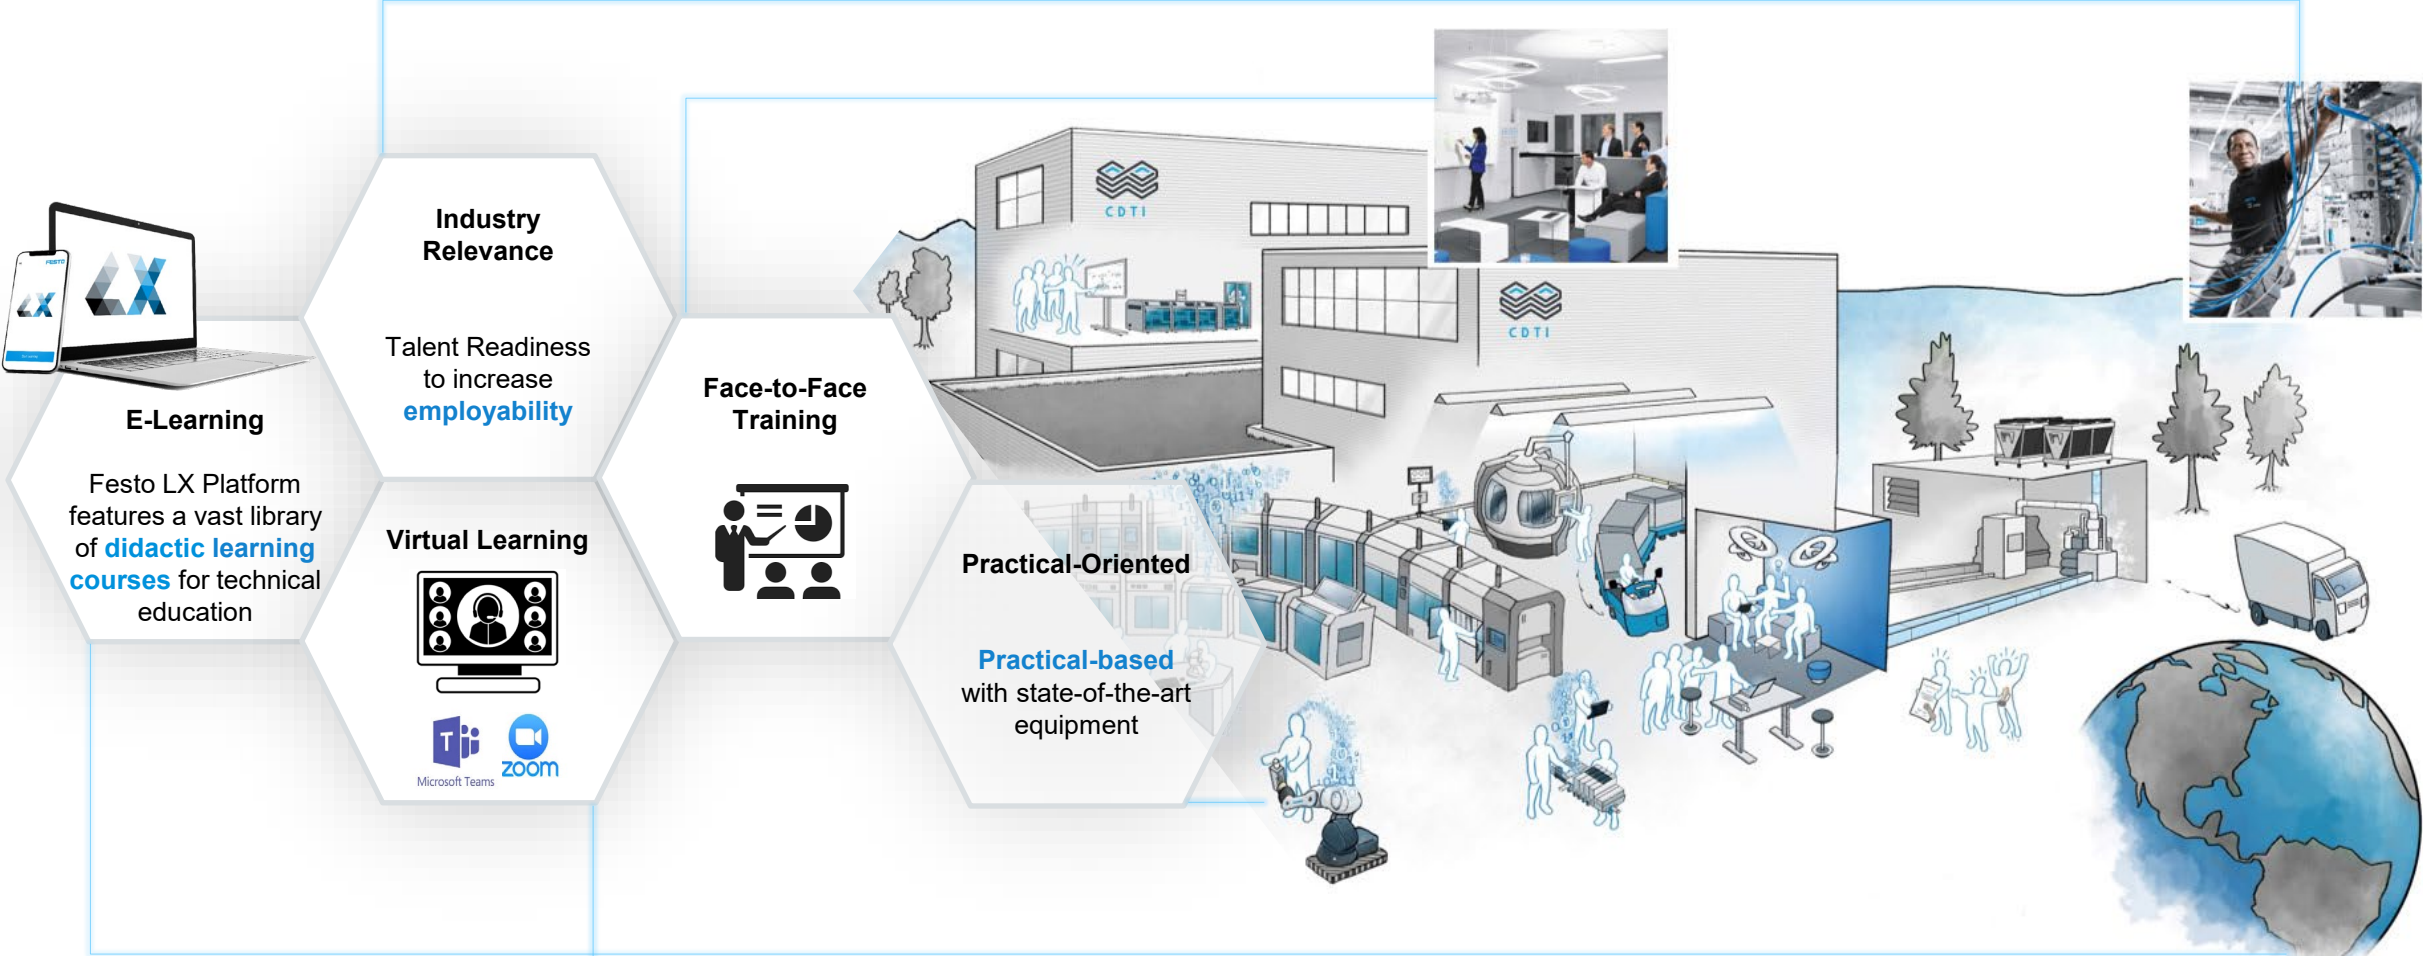 FESTO
LX
LX
E-Learning
Festo LX Platform
features a vast library
of didactic learning
courses for technical
education
Industry
Relevance
Talent Readiness
to increase
employability
Virtual Learning
T
Microsoft Teams
zoom
Face-to-Face
Training
Practical-Oriented
Practical-based
with state-of-the-art
equipment
CDTI
CDTI